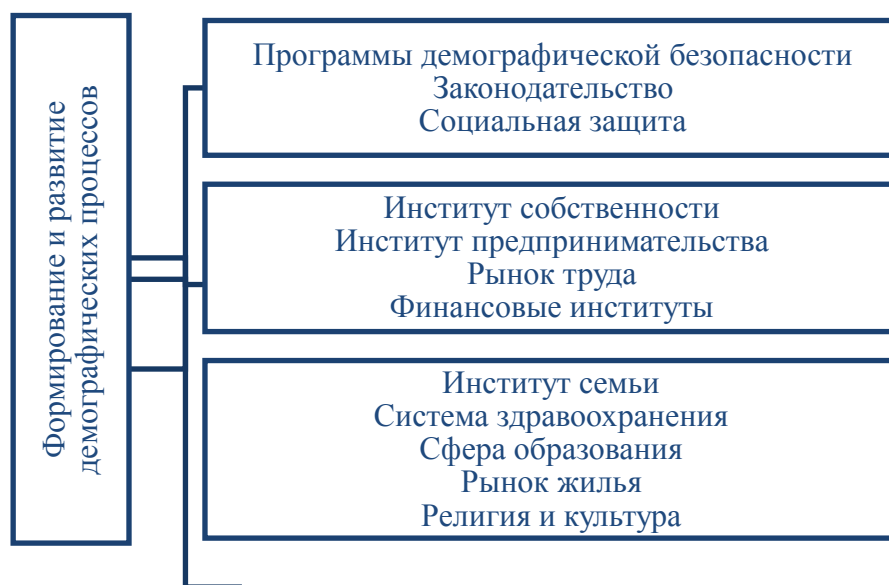 Формирование и развитие
демографических процессов
Программы демографической безопасности
Законодательство
Социальная защита
Институт собственности
Институт предпринимательства
Рынок труда
Финансовые институты
Институт семьи
Система здравоохранения
Сфера образования
Рынок жилья
Религия и культура